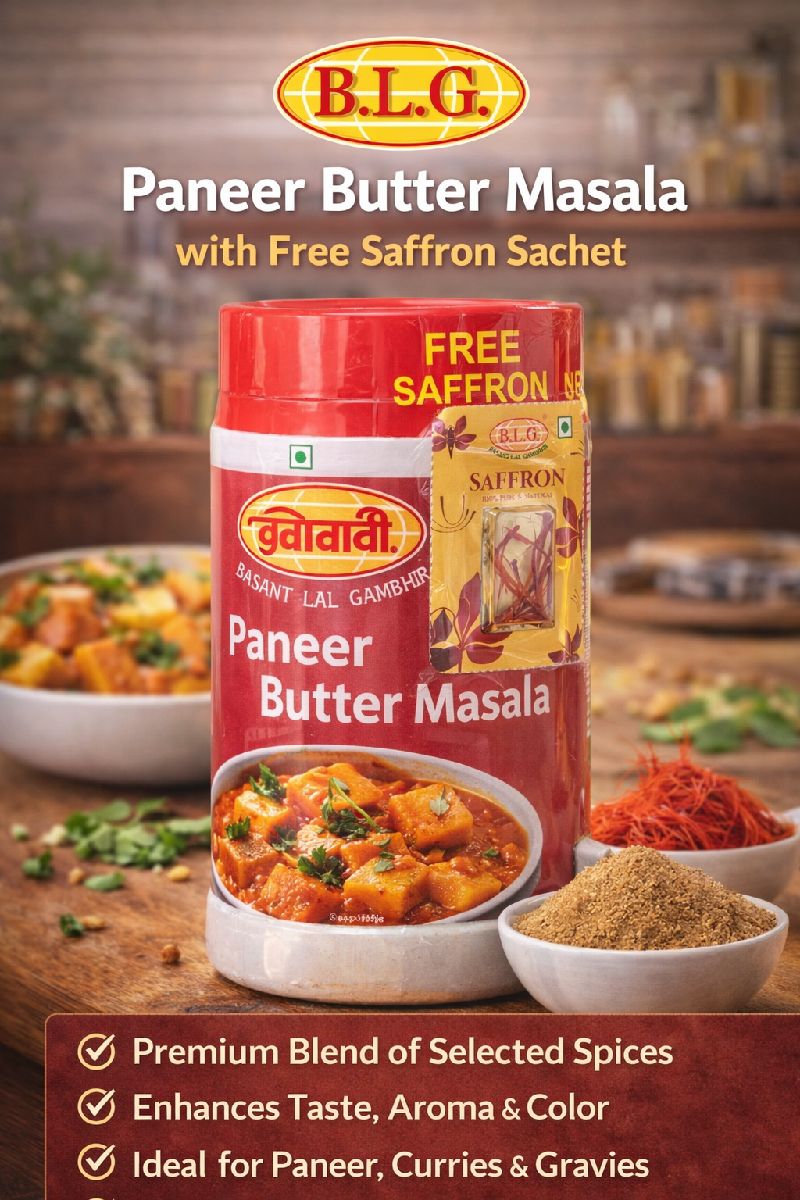 B.L.G.
Paneer Butter Masala
with Free Saffron Sachet
FREE
SAFFRON
B.L.G.
SAFFRON
BASANT LAL GAMBHIR
Paneer
Butter Masala
Premium Blend of Selected Spices
Enhances Taste, Aroma & Color
Ideal for Paneer, Curries & Gravies